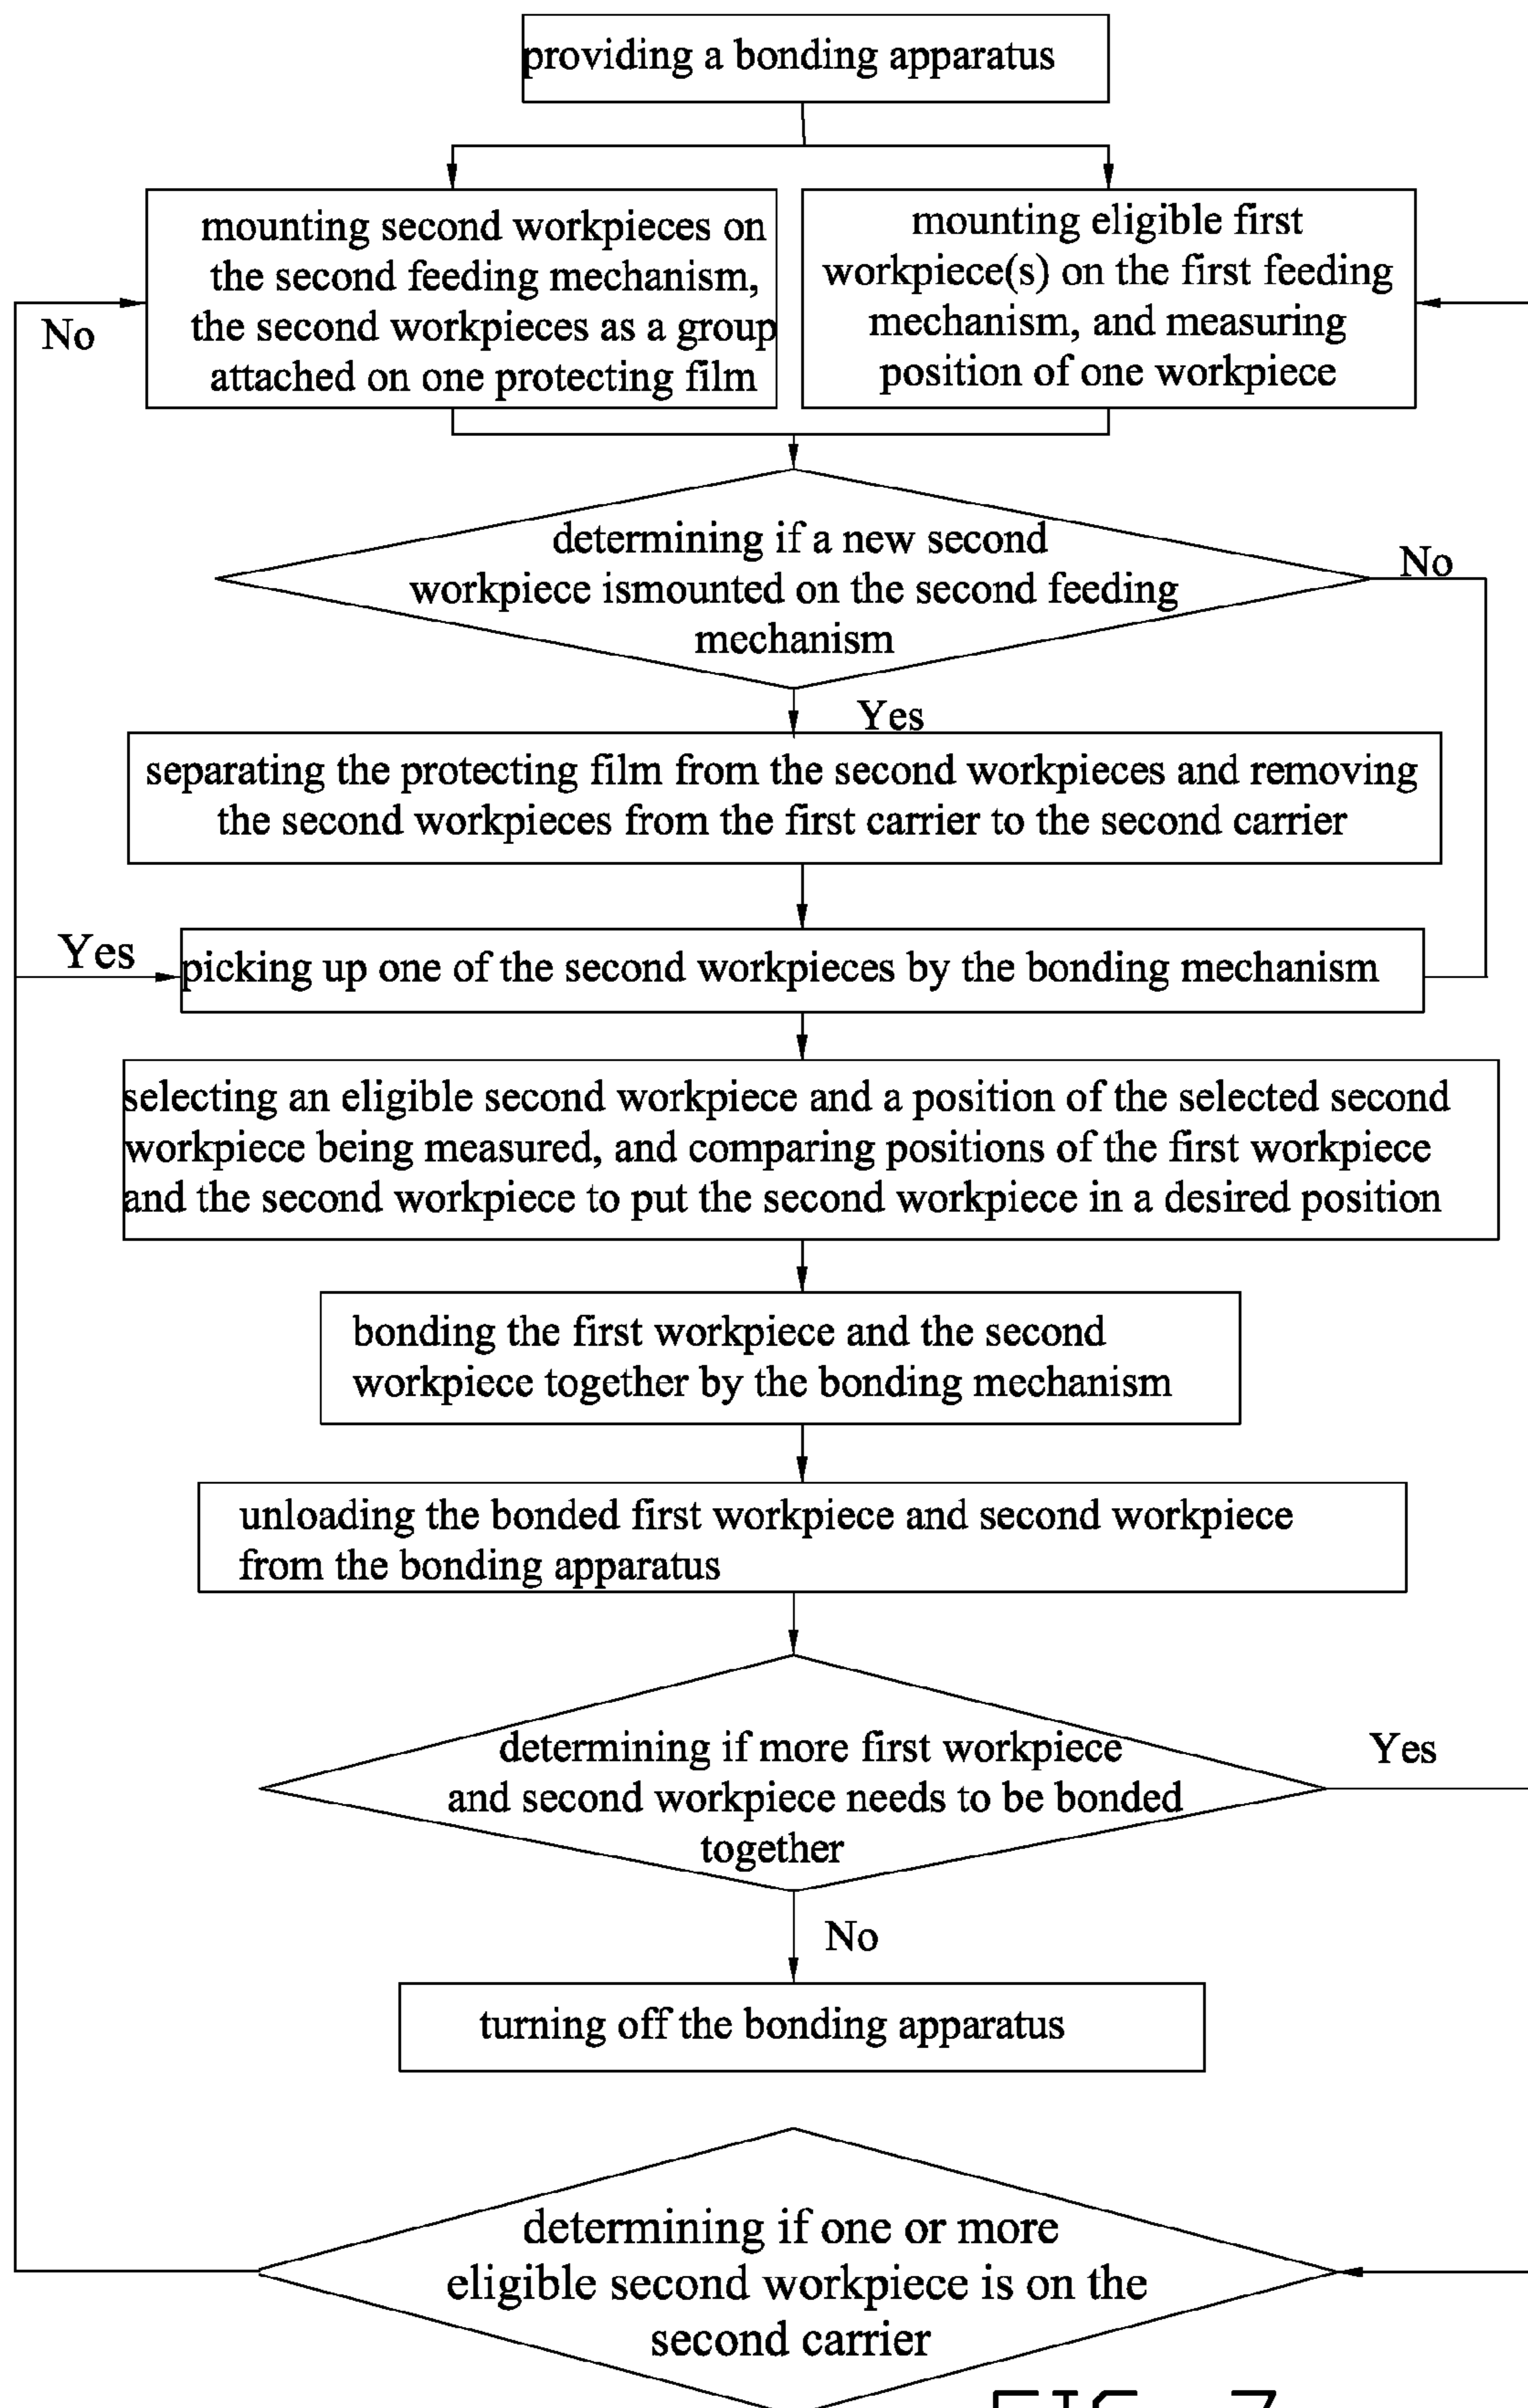 providing a bonding apparatus
mounting second workpieces on
the second feeding mechanism,
the second workpieces as a group
attached on one protecting film
mounting eligible first
workpiece(s) on the first feeding
mechanism, and measuring
position of one workpiece
No
determining if a new second
workpiece ismounted on the second feeding
mechanism
No
Yes
separating the protecting film from the second workpieces and removing
the second workpieces from the first carrier to the second carrier
Yes
picking up one of the second workpieces by the bonding mechanism
selecting an eligible second workpiece and a position of the selected second
workpiece being measured, and comparing positions of the first workpiece
and the second workpiece to put the second workpiece in a desired position
bonding the first workpiece and the second
workpiece together by the bonding mechanism
unloading the bonded first workpiece and second workpiece
from the bonding apparatus
determining if more first workpiece
and second workpiece needs to be bonded
together
Yes
No
turning off the bonding apparatus
determining if one or more
eligible second workpiece is on the
second carrier